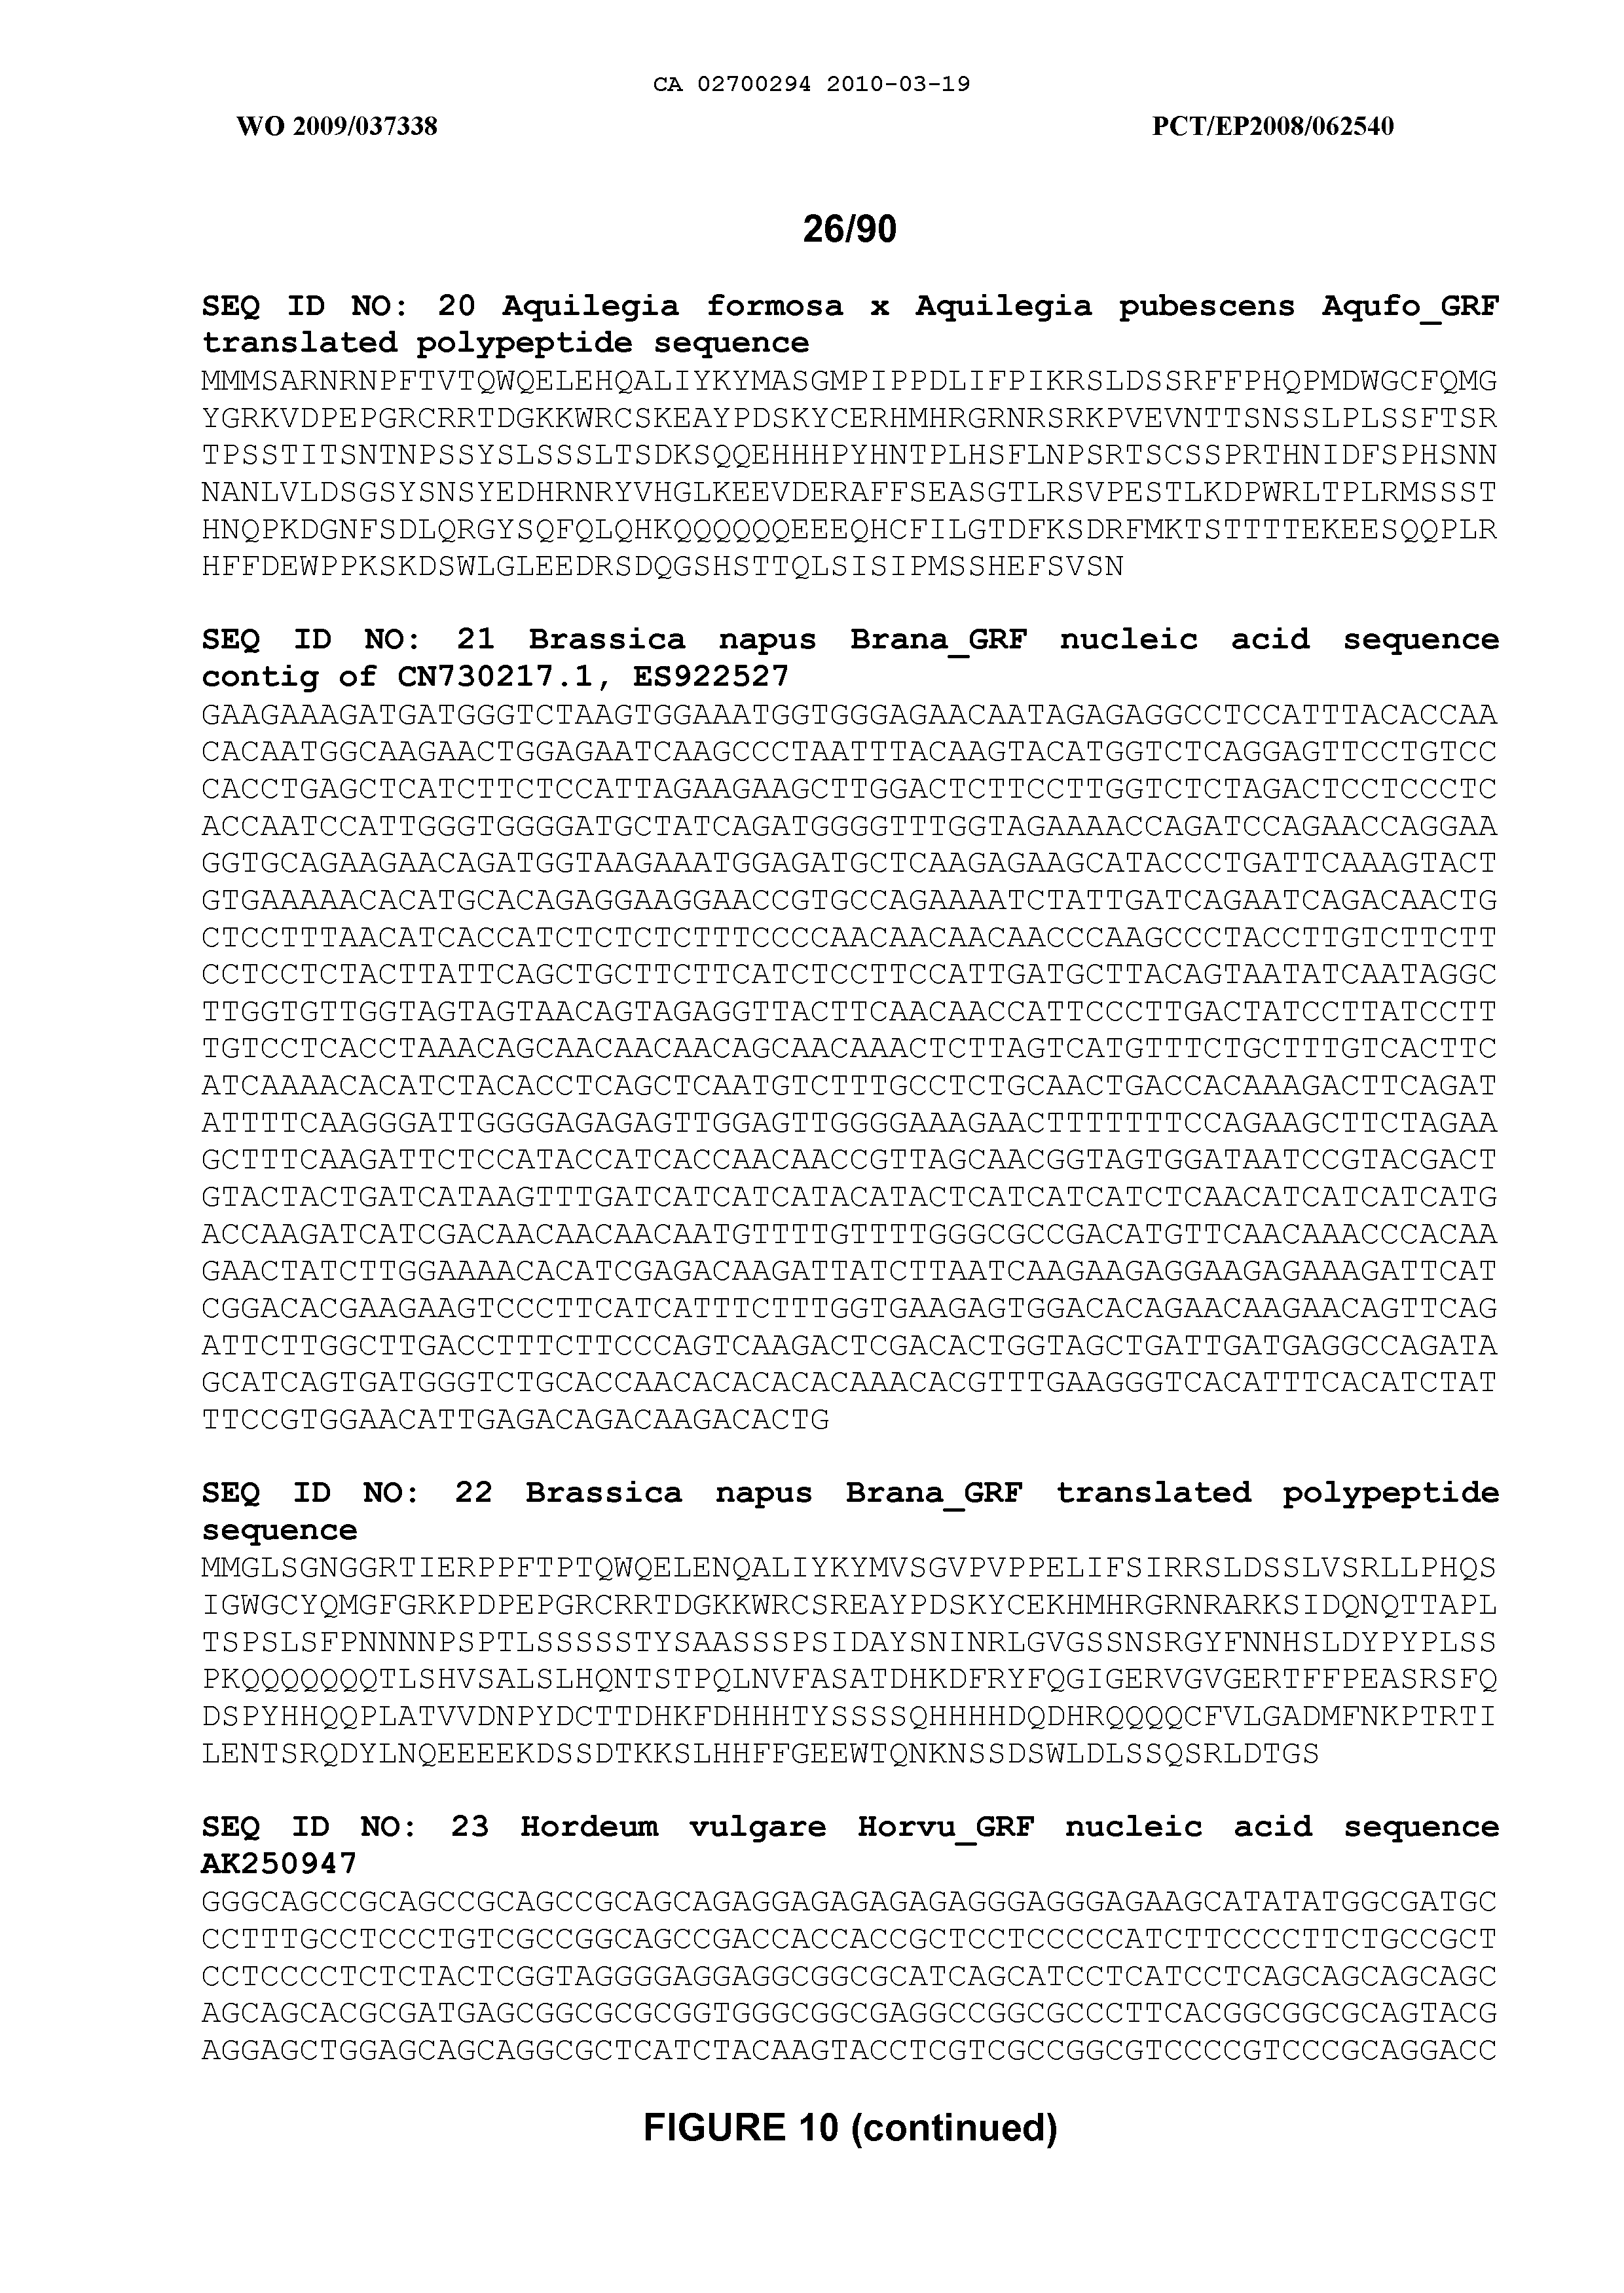 CA 02700294 2010-03-19
WO 2009/037338 PCT/EP2008/062540
26/90
SEQ ID NO: 20 Aquilegia formosa x Aquilegia pubescens Aqufo_GRF
translated polypeptide sequence
MMMSARNRNPFTVTQWQELEHQALIYKYMASGMPIPPDLIFPIKRSLDSSRFFPHQPMDWGCFQMG
YGRKVDPEPGRCRRTDGKKWRCSKEAYPDSKYCERHMHRGRNRSRKPVEVNTTSNSSLPLSSFTSR
TPSSTITSNTNPSSYSLSSSLTSDKSQQEHHHPYHNTPLHSFLNPSRTSCSSPRTHNIDFSPHSNN
NANLVLDSGSYSNSYEDHRNRYVHGLKEEVDERAFFSEASGTLRSVPESTLKDPWRLTPLRMSSST
HNQPKDGNFSDLQRGYSQFQLQHKQQQQQQEEEQHCFILGTDFKSDRFMKTSTTTTEKEESQQPLR
HFFDEWPPKSKDSWLGLEEDRSDQGSHSTTQLSISIPMSSHEFSVSN
SEQ ID NO: 21 Brassica napus Brana_GRF nucleic acid sequence
contig of CN730217.1, ES922527
GAAGAAAGATGATGGGTCTAAGTGGAAATGGTGGGAGAACAATAGAGAGGCCTCCATTTACACCAA
CACAATGGCAAGAACTGGAGAATCAAGCCCTAATTTACAAGTACATGGTCTCAGGAGTTCCTGTCC
CACCTGAGCTCATCTTCTCCATTAGAAGAAGCTTGGACTCTTCCTTGGTCTCTAGACTCCTCCCTC
ACCAATCCATTGGGTGGGGATGCTATCAGATGGGGTTTGGTAGAAAACCAGATCCAGAACCAGGAA
GGTGCAGAAGAACAGATGGTAAGAAATGGAGATGCTCAAGAGAAGCATACCCTGATTCAAAGTACT
GTGAAAAACACATGCACAGAGGAAGGAACCGTGCCAGAAAATCTATTGATCAGAATCAGACAACTG
CTCCTTTAACATCACCATCTCTCTCTTTCCCCAACAACAACAACCCAAGCCCTACCTTGTCTTCTT
CCTCCTCTACTTATTCAGCTGCTTCTTCATCTCCTTCCATTGATGCTTACAGTAATATCAATAGGC
TTGGTGTTGGTAGTAGTAACAGTAGAGGTTACTTCAACAACCATTCCCTTGACTATCCTTATCCTT
TGTCCTCACCTAAACAGCAACAACAACAGCAACAAACTCTTAGTCATGTTTCTGCTTTGTCACTTC
ATCAAAACACATCTACACCTCAGCTCAATGTCTTTGCCTCTGCAACTGACCACAAAGACTTCAGAT
ATTTTCAAGGGATTGGGGAGAGAGTTGGAGTTGGGGAAAGAACTTTTTTTCCAGAAGCTTCTAGAA
GCTTTCAAGATTCTCCATACCATCACCAACAACCGTTAGCAACGGTAGTGGATAATCCGTACGACT
GTACTACTGATCATAAGTTTGATCATCATCATACATACTCATCATCATCTCAACATCATCATCATG
ACCAAGATCATCGACAACAACAACAATGTTTTGTTTTGGGCGCCGACATGTTCAACAAACCCACAA
GAACTATCTTGGAAAACACATCGAGACAAGATTATCTTAATCAAGAAGAGGAAGAGAAAGATTCAT
CGGACACGAAGAAGTCCCTTCATCATTTCTTTGGTGAAGAGTGGACACAGAACAAGAACAGTTCAG
ATTCTTGGCTTGACCTTTCTTCCCAGTCAAGACTCGACACTGGTAGCTGATTGATGAGGCCAGATA
GCATCAGTGATGGGTCTGCACCAACACACACACAAACACGTTTGAAGGGTCACATTTCACATCTAT
TTCCGTGGAACATTGAGACAGACAAGACACTG
SEQ ID NO: 22 Brassica napus Brana_GRF translated polypeptide
sequence
MMGLSGNGGRTIERPPFTPTQWQELENQALIYKYMVSGVPVPPELIFSIRRSLDSSLVSRLLPHQS
IGWGCYQMGFGRKPDPEPGRCRRTDGKKWRCSREAYPDSKYCEKHMHRGRNRARKSIDQNQTTAPL
TSPSLSFPNNNNPSPTLSSSSSTYSAASSSPSIDAYSNINRLGVGSSNSRGYFNNHSLDYPYPLSS
PKQQQQQQQTLSHVSALSLHQNTSTPQLNVFASATDHKDFRYFQGIGERVGVGERTFFPEASRSFQ
DSPYHHQQPLATVVDNPYDCTTDHKFDHHHTYSSSSQHHHHDQDHRQQQQCFVLGADMFNKPTRTI
LENTSRQDYLNQEEEEKDSSDTKKSLHHFFGEEWTQNKNSSDSWLDLSSQSRLDTGS
SEQ ID NO: 23 Hordeum vulgare Horvu_GRF nucleic acid sequence
AK250947
GGGCAGCCGCAGCCGCAGCCGCAGCAGAGGAGAGAGAGAGGGAGGGAGAAGCATATATGGCGATGC
CCTTTGCCTCCCTGTCGCCGGCAGCCGACCACCACCGCTCCTCCCCCATCTTCCCCTTCTGCCGCT
CCTCCCCTCTCTACTCGGTAGGGGAGGAGGCGGCGCATCAGCATCCTCATCCTCAGCAGCAGCAGC
AGCAGCACGCGATGAGCGGCGCGCGGTGGGCGGCGAGGCCGGCGCCCTTCACGGCGGCGCAGTACG
AGGAGCTGGAGCAGCAGGCGCTCATCTACAAGTACCTCGTCGCCGGCGTCCCCGTCCCGCAGGACC
FIGURE 10 (continued)